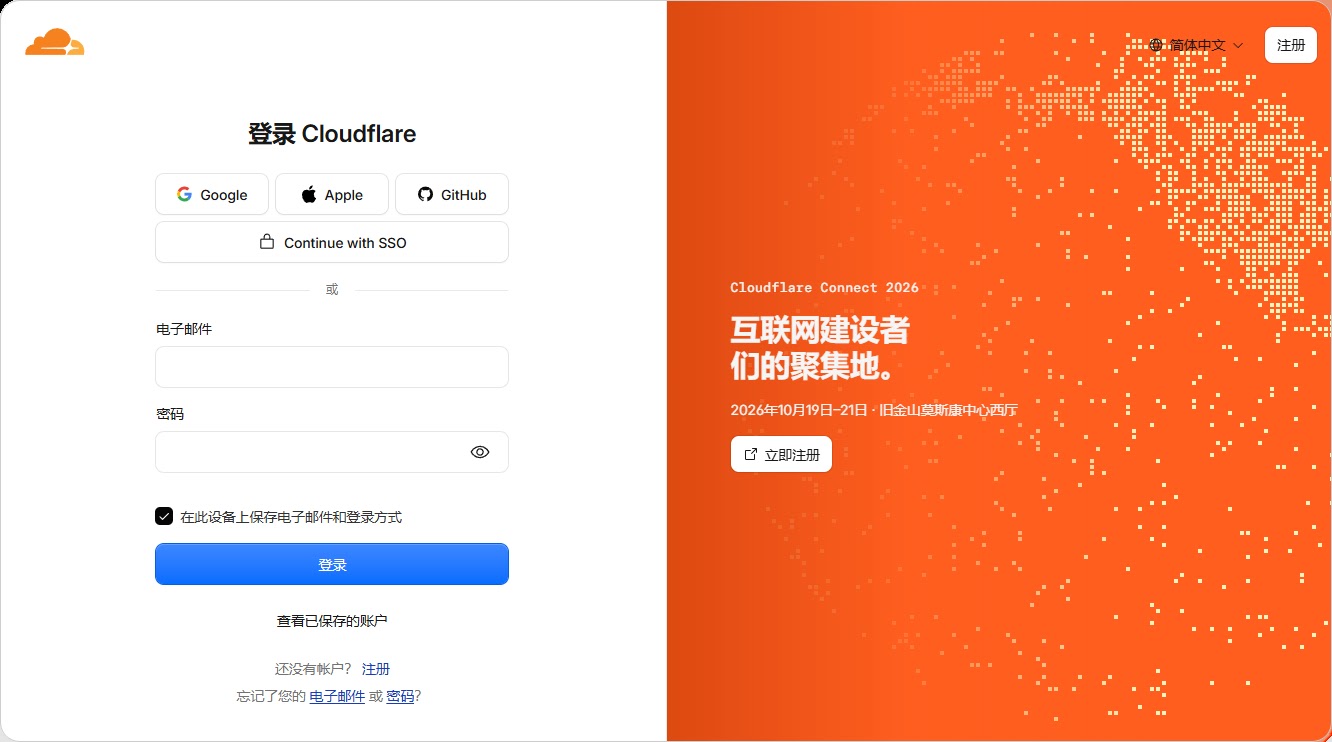 简体中文
注册
登录 Cloudflare
Google
Apple
GitHub
Continue with SSO
或
电子邮件
密码
在此设备上保存电子邮件和登录方式
登录
查看已保存的账户
还没有帐户? 注册
忘记了您的 电子邮件 或 密码?
Cloudflare Connect 2026
互联网建设者
们的聚集地。
2026年10月19日–21日 · 旧金山莫斯康中心西厅
立即注册